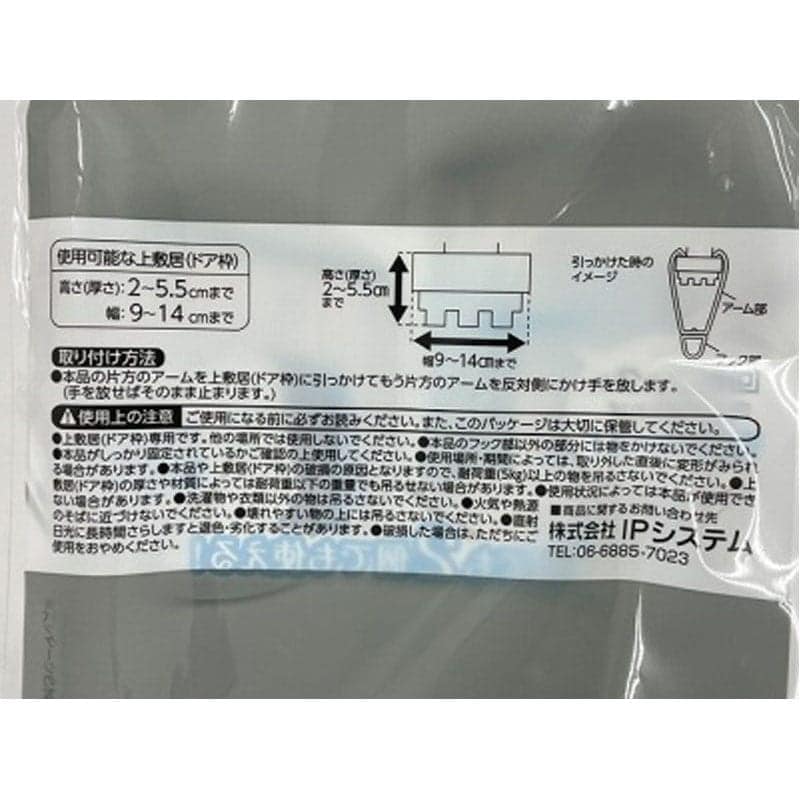 使用可能な上敷居(ドア枠)
高さ(厚さ): 2～5.5cmまで
幅: 9～14cmまで
高さ(厚さ)
2～5.5cm
まで
幅9～14cmまで
引っかけた時の
イメージ
アーム部
フック部
取り付け方法
●本品の片方のアームを上敷居(ドア枠)に引っかけてもう片方のアームを反対側にかけ手を放します。
(手を放せばそのまま止まります。)
使用上の注意 ご使用になる前に必ずお読みください。また、このパッケージは大切に保管してください。
●上敷居(ドア枠)専用です。他の場所では使用しないでください。●本品のフック部以外の部分には物をかけないでください。
●本品がしっかり固定されているかご確認の上使用してください。●使用場所・期間によっては、取り外した直後に変形がみられ
る場合があります。●本品や上敷居(ドア枠)の破損の原因となりますので、耐荷重(5kg)以上の物を吊るさないでください。●上
敷居(ドア枠)の厚さや材質によっては耐荷重以下の重量でも吊るせない場合があります。●使用状況によっては本品が使用でき
ない場合があります。●洗濯物や衣類以外の物は吊るさないでください。●火気や熱源
のそばに近づけないでください。●壊れやすい物の上には吊るさないでください。●直射
日光に長時間さらしますと退色・劣化することがあります。●破損した場合は、ただちにご
使用をおやめください。
■商品に関するお問い合わせ先
株式会社 IPシステム
TEL:06-6885-7023
側でも使える!